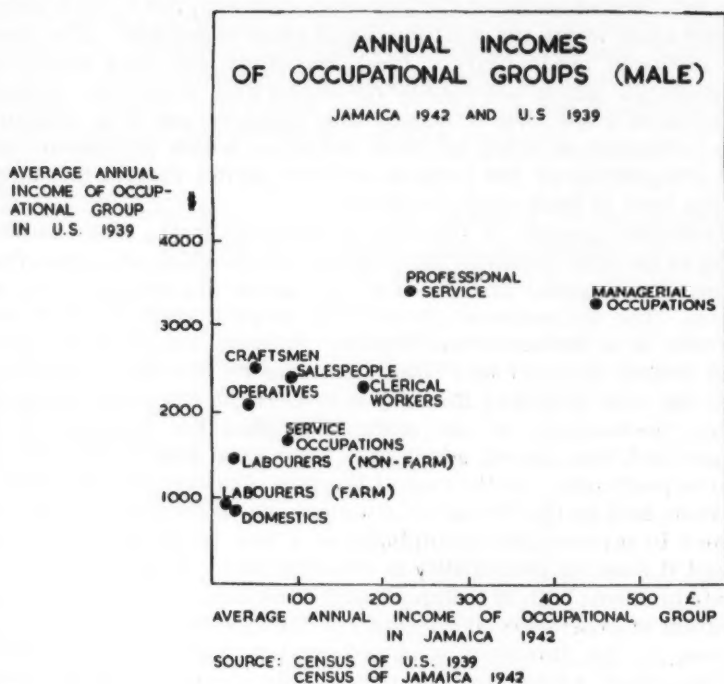 ANNUAL INCOMES
OF OCCUPATIONAL GROUPS (MALE)
JAMAICA 1942 AND U.S 1939
AVERAGE ANNUAL
INCOME OF OCCUP-
ATIONAL GROUP
IN U.S. 1939
$
4000
3000
2000
1000
PROFESSIONAL
SERVICE
MANAGERIAL
OCCUPATIONS
CRAFTSMEN
SALESPEOPLE
OPERATIVES
CLERICAL
WORKERS
SERVICE
OCCUPATIONS
LABOURERS (NON-FARM)
LABOURERS (FARM)
DOMESTICS
100 200 300 400 500 £
AVERAGE ANNUAL INCOME OF OCCUPATIONAL GROUP
IN JAMAICA 1942
SOURCE: CENSUS OF U.S. 1939
CENSUS OF JAMAICA 1942